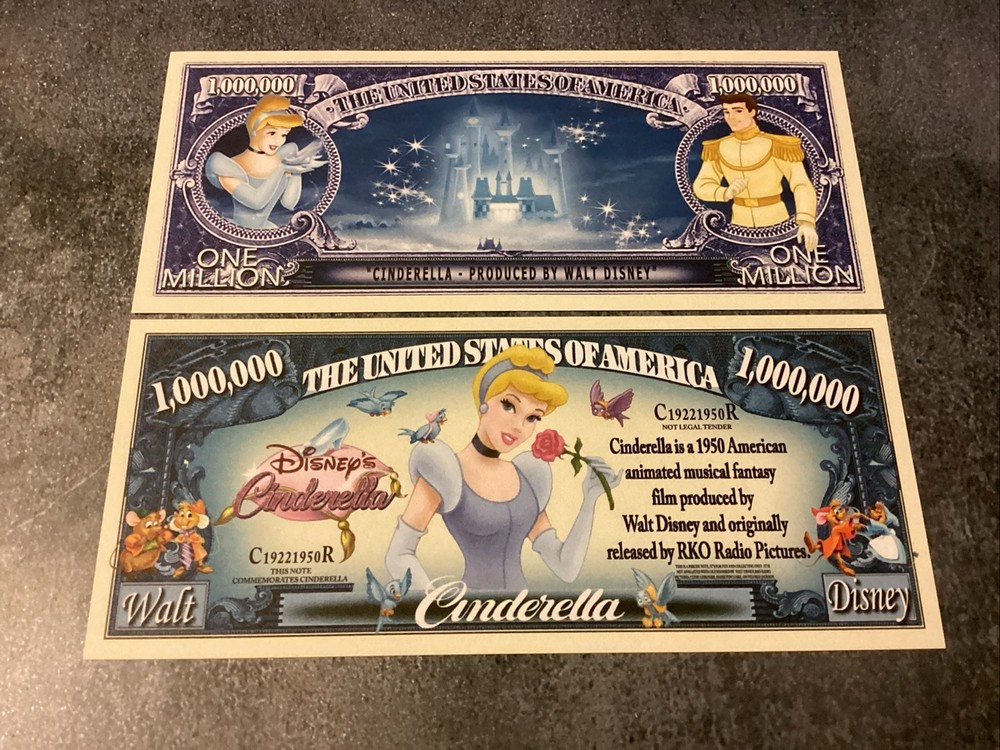 1,000,000
THE UNITED STATES OF AMERICA
1,000,000
ONE
MILLION
"CINDERELLA - PRODUCED BY WALT DISNEY"
ONE
MILLION
1,000,000
THE UNITED STATES OF AMERICA
1,000,000
C19221950R
NOT LEGAL TENDER
Cinderella is a 1950 American
animated musical fantasy
film produced by
Walt Disney and originally
released by RKO Radio Pictures.
Disney's
Cinderella
C19221950R
THIS NOTE
COMMEMORATES CINDERELLA
Walt
Cinderella
Disney